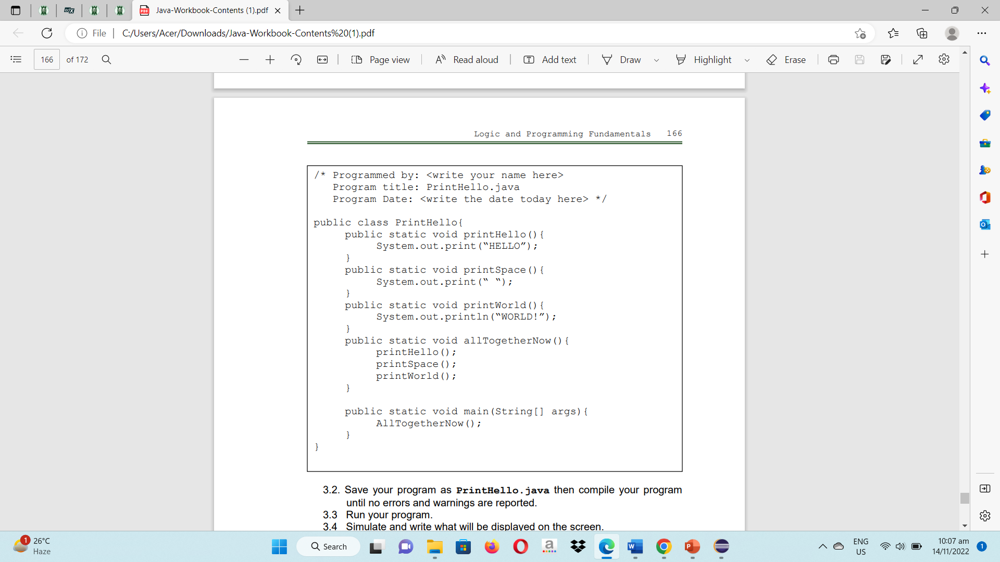 Java-Workbook-Contents (1).pdf
File
C:/Users/Acer/Downloads/Java-Workbook-Contents%20(1).pdf
166 of 172
Page view
Read aloud
Add text
Draw
Highlight
Erase
Logic and Programming Fundamentals 166
/* Programmed by: <write your name here>
Program title: PrintHello.java
Program Date: <write the date today here> */
public class PrintHello{
public static void printHello(){
System.out.print(“HELLO”);
}
public static void printSpace(){
System.out.print(“ “);
}
public static void printWorld(){
System.out.println(“WORLD!”);
}
public static void allTogetherNow(){
printHello();
printSpace();
printWorld();
}
public static void main(String[] args){
AllTogetherNow();
}
}
3.2. Save your program as PrintHello.java then compile your program
until no errors and warnings are reported.
3.3 Run your program.
3.4 Simulate and write what will be displayed on the screen.
1
26°C
Haze
Search
ENG
US
10:07 am
14/11/2022
1